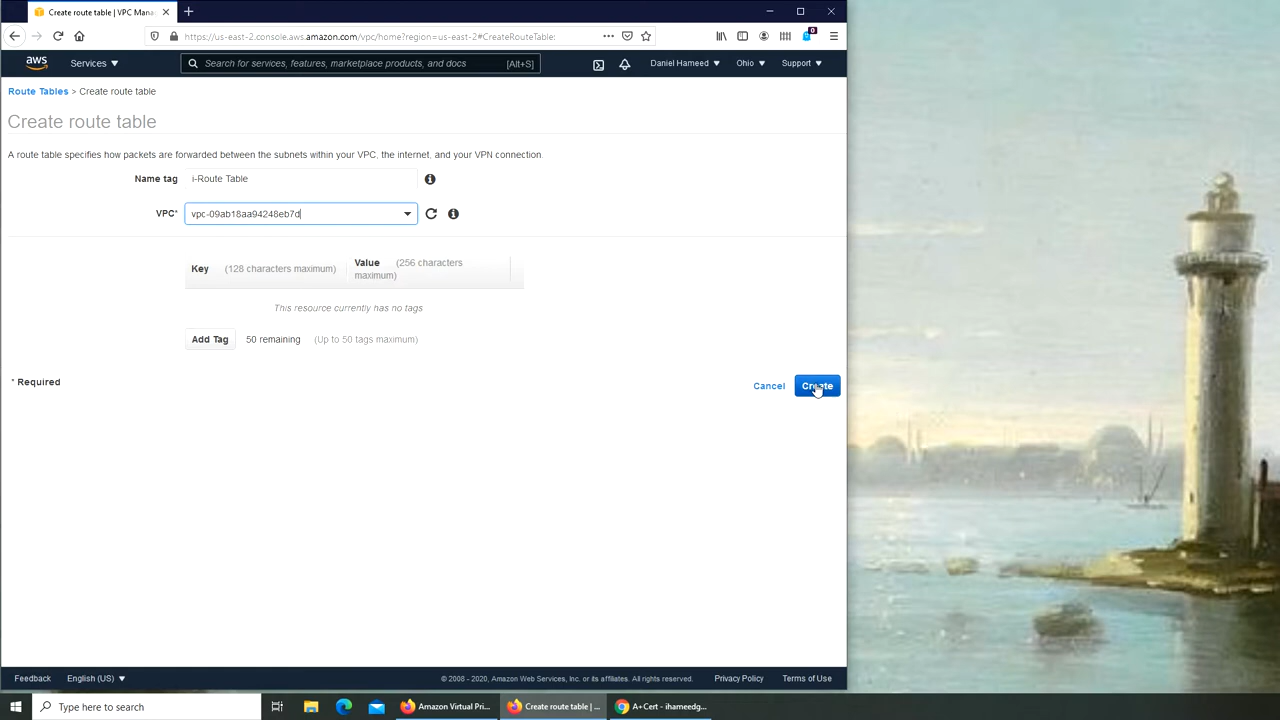 Create route table | VPC Mana
https://us-east-2.console.aws.amazon.com/vpc/home?region=us-east-2#CreateRouteTable:
0
aws
Services
Search for services, features, marketplace products, and docs
[Alt+S]
Daniel Hameed
Ohio
Support
Route Tables > Create route table
Create route table
A route table specifies how packets are forwarded between the subnets within your VPC, the internet, and your VPN connection.
Name tag
i-Route Table
VPC*
vpc-09ab18aa94248eb7d
Key (128 characters maximum)
Value (256 characters
maximum)
This resource currently has no tags
Add Tag
50 remaining
(Up to 50 tags maximum)
* Required
Cancel
Create
Feedback
English (US)
© 2008 - 2020, Amazon Web Services, Inc. or its affiliates. All rights reserved.
Privacy Policy
Terms of Use
Type here to search
Amazon Virtual Pri...
Create route table | ...
A+Cert - ihameedg...